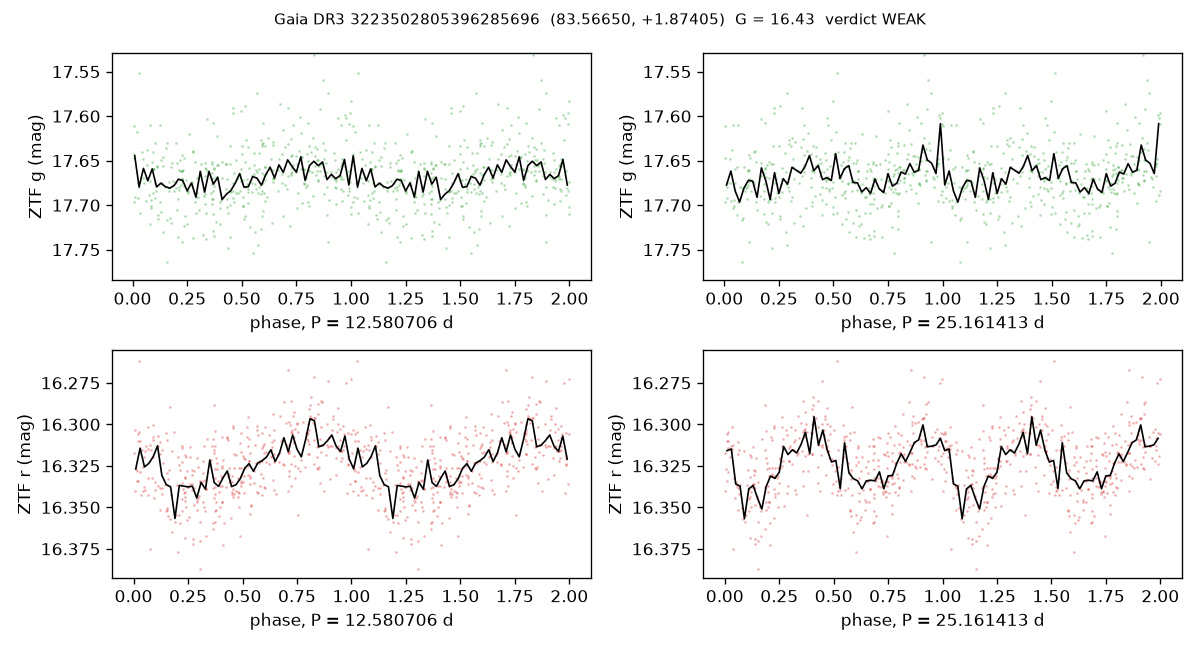 Gaia DR3 3223502805396285696  (83.56650, +1.87405)  G = 16.43  verdict WEAK
ZTF g (mag)
17.55
17.60
17.65
17.70
17.75
0.00 0.25 0.50 0.75 1.00 1.25 1.50 1.75 2.00
phase, P = 12.580706 d
ZTF g (mag)
17.55
17.60
17.65
17.70
17.75
0.00 0.25 0.50 0.75 1.00 1.25 1.50 1.75 2.00
phase, P = 25.161413 d
ZTF r (mag)
16.275
16.300
16.325
16.350
16.375
0.00 0.25 0.50 0.75 1.00 1.25 1.50 1.75 2.00
phase, P = 12.580706 d
ZTF r (mag)
16.275
16.300
16.325
16.350
16.375
0.00 0.25 0.50 0.75 1.00 1.25 1.50 1.75 2.00
phase, P = 25.161413 d